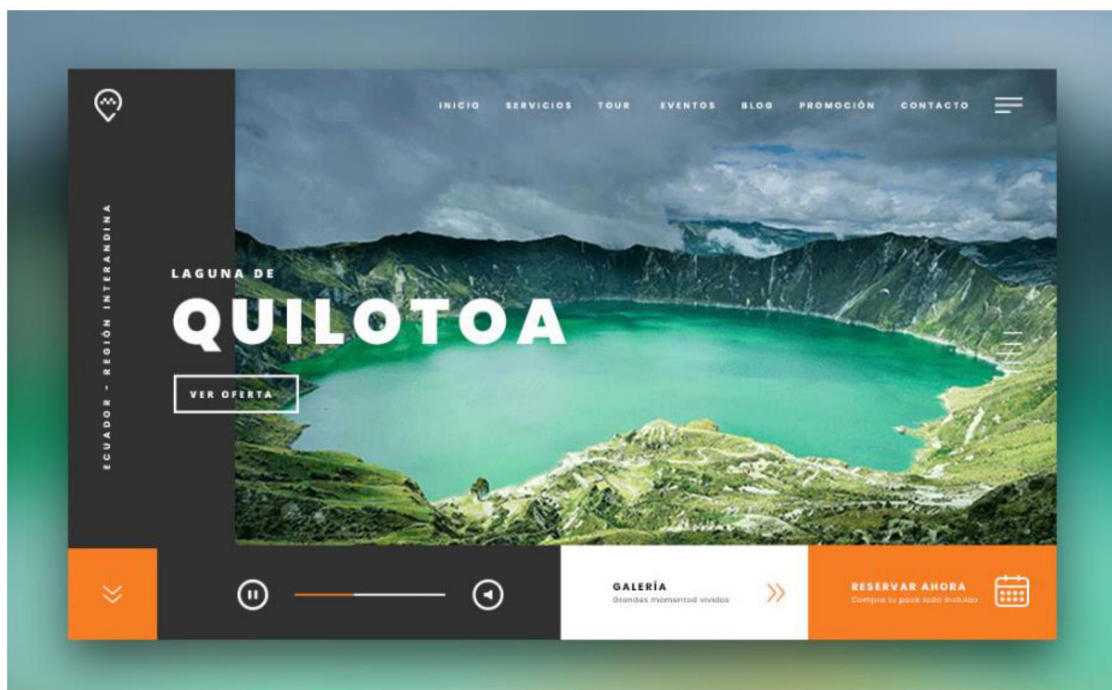 INICIO SERVICIOS TOUR EVENTOS BLOG PROMOCIÓN CONTACTO
ECUADOR - REGIÓN INTERANDINA
LAGUNA DE
QUILOTOA
VER OFERTA
GALERÍA
Grandes momentod vividos
RESERVAR AHORA
Compra tu pack todo incluido